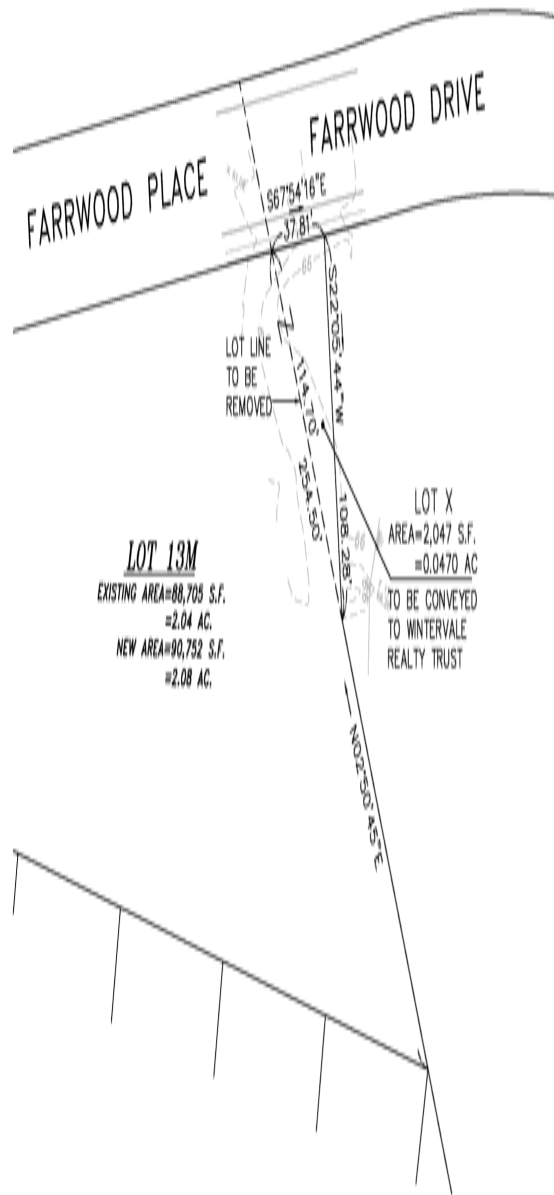 FARRWOOD DRIVE
FARRWOOD PLACE
S67°54'16"E
37.81'
66
S22°05'44"W
LOT LINE
TO BE
REMOVED
114.70'
254.50'
108.28'
LOT X
AREA=2,047 S.F.
=0.0470 AC
TO BE CONVEYED
TO WINTERVALE
REALTY TRUST
66
LOT 13M
EXISTING AREA=88,705 S.F.
=2.04 AC.
NEW AREA=90,752 S.F.
=2.08 AC.
N02°50'45"E